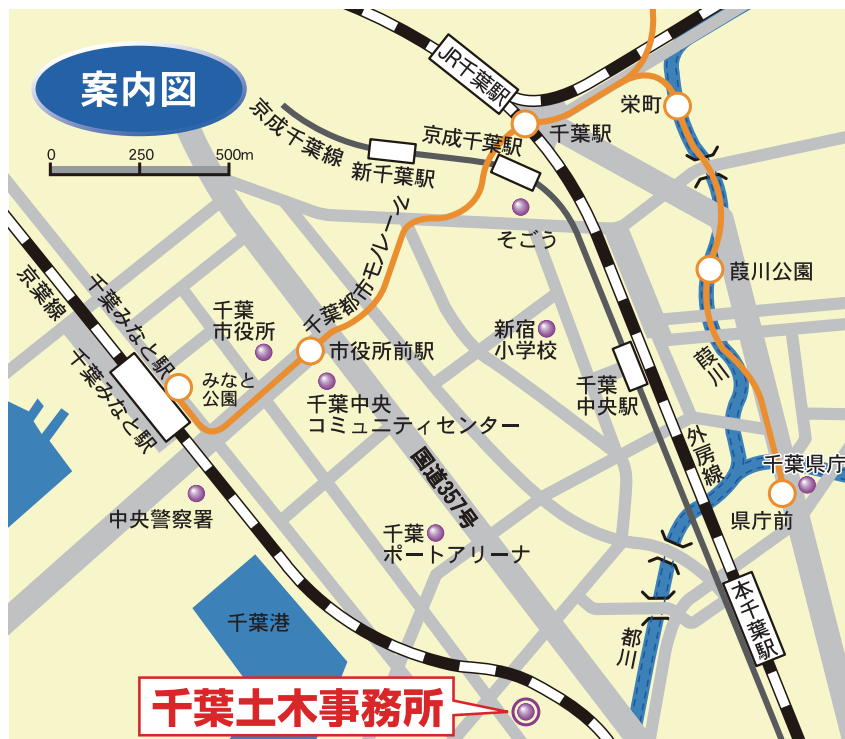 案内図
0 250 500m
JR千葉駅
栄町
京成千葉線
京成千葉駅
千葉駅
新千葉駅
そごう
葭川公園
千葉都市モノレール
京葉線
千葉みなと駅
千葉みなと駅
千葉
市役所
市役所前駅
新宿
小学校
葭川
みなと
公園
千葉中央
コミュニティセンター
千葉
中央駅
外房線
国道357号
千葉県庁
県庁前
中央警察署
千葉
ポートアリーナ
本千葉駅
千葉港
都川
千葉土木事務所